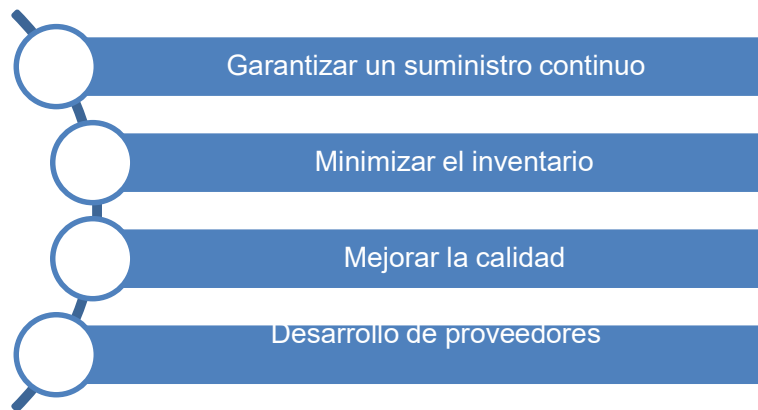 Garantizar un suministro continuo
Minimizar el inventario
Mejorar la calidad
Desarrollo de proveedores